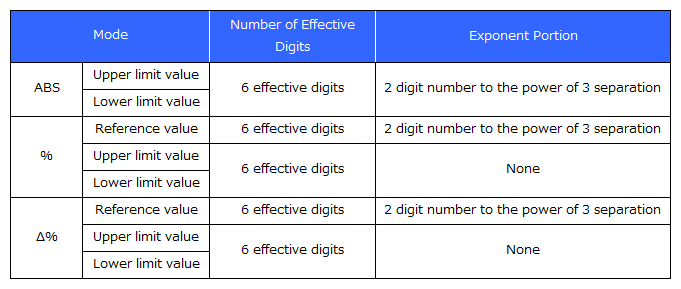 Mode
Number of Effective
Digits
Exponent Portion
ABS
Upper limit value
Lower limit value
6 effective digits
2 digit number to the power of 3 separation
%
Reference value
6 effective digits
2 digit number to the power of 3 separation
Upper limit value
Lower limit value
6 effective digits
None
Δ%
Reference value
6 effective digits
2 digit number to the power of 3 separation
Upper limit value
Lower limit value
6 effective digits
None